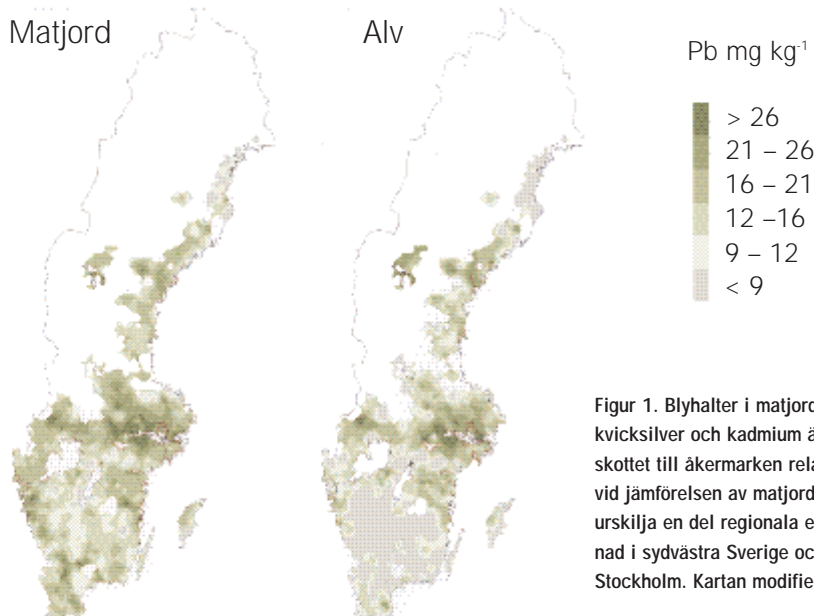 Matjord
Alv
Pb mg kg⁻¹
> 26
21 – 26
16 – 21
12 –16
9 – 12
< 9
Figur 1. Blyhalter i matjord
kvicksilver och kadmium ä
skottet till åkermarken rela
vid jämförelsen av matjord
urskilja en del regionala e
nad i sydvästra Sverige oc
Stockholm. Kartan modifie